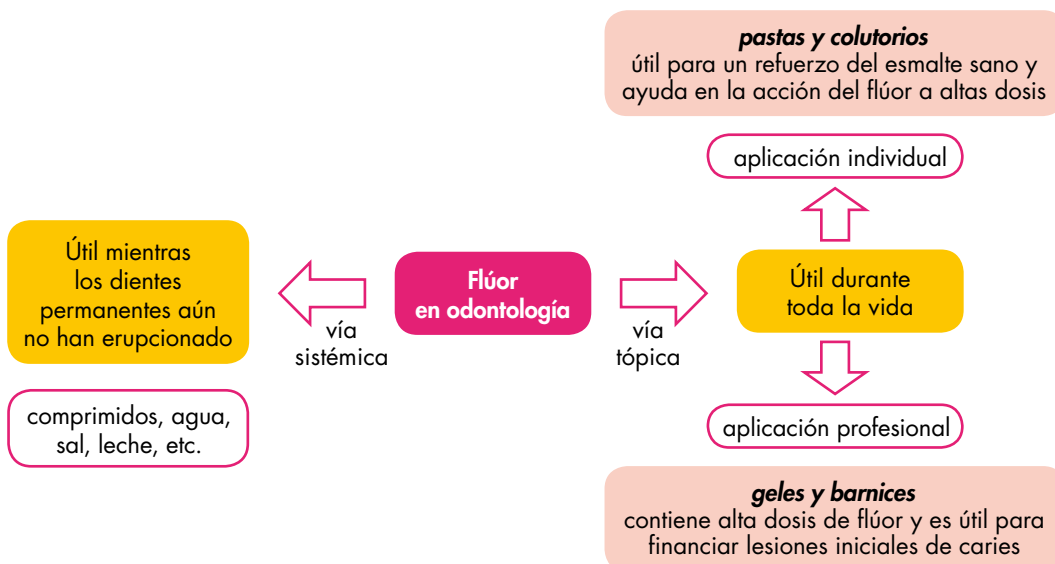 pastas y colutorios
útil para un refuerzo del esmalte sano y
ayuda en la acción del flúor a altas dosis
aplicación individual
Útil mientras
los dientes
permanentes aún
no han erupcionado
vía
sistémica
Flúor
en odontología
vía
tópica
Útil durante
toda la vida
comprimidos, agua,
sal, leche, etc.
aplicación profesional
geles y barnices
contiene alta dosis de flúor y es útil para
financiar lesiones iniciales de caries